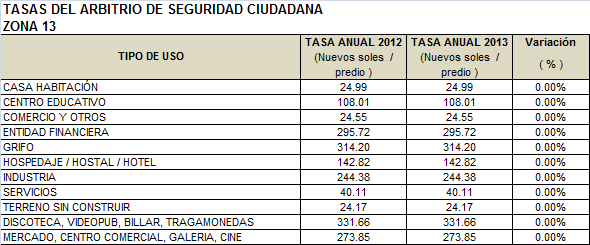 TASAS DEL ARBITRIO DE SEGURIDAD CIUDADANA
ZONA 13
TIPO DE USO TASA ANUAL 2012 (Nuevos soles / predio ) TASA ANUAL 2013 (Nuevos soles / predio ) Variación ( % )
CASA HABITACIÓN 24.99 24.99 0.00%
CENTRO EDUCATIVO 108.01 108.01 0.00%
COMERCIO Y OTROS 24.55 24.55 0.00%
ENTIDAD FINANCIERA 295.72 295.72 0.00%
GRIFO 314.20 314.20 0.00%
HOSPEDAJE / HOSTAL / HOTEL 142.82 142.82 0.00%
INDUSTRIA 244.38 244.38 0.00%
SERVICIOS 40.11 40.11 0.00%
TERRENO SIN CONSTRUIR 24.17 24.17 0.00%
DISCOTECA, VIDEOPUB, BILLAR, TRAGAMONEDAS 331.66 331.66 0.00%
MERCADO, CENTRO COMERCIAL, GALERIA, CINE 273.85 273.85 0.00%